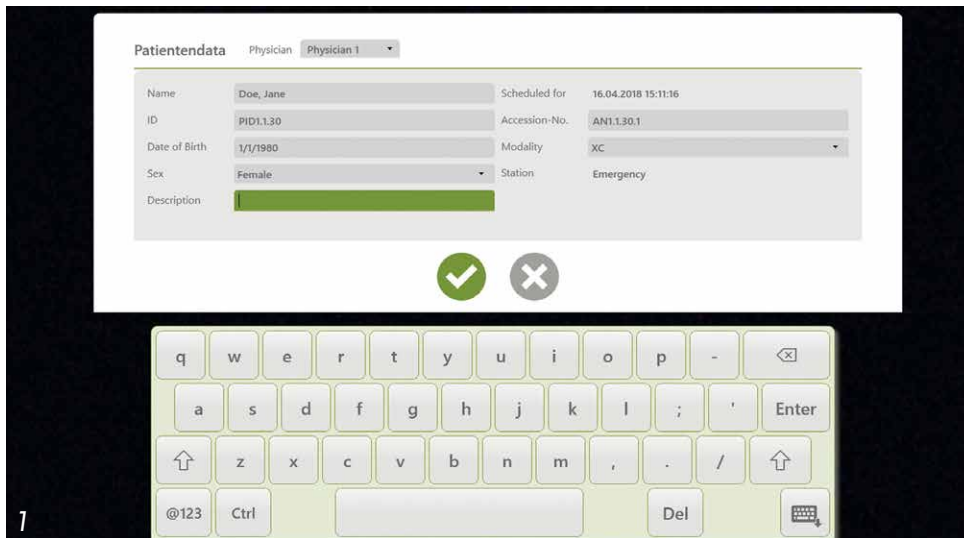 Patientendata Physician Physician 1
Name Doe, Jane Scheduled for 16.04.2018 15:11:16
ID PID1.1.30 Accession-No. AN1.1.30.1
Date of Birth 1/1/1980 Modality XC
Sex Female Station Emergency
Description
q w e r t y u i o p -
a s d f g h j k l ; ' Enter
z x c v b n m , . /
@123 Ctrl Del
1